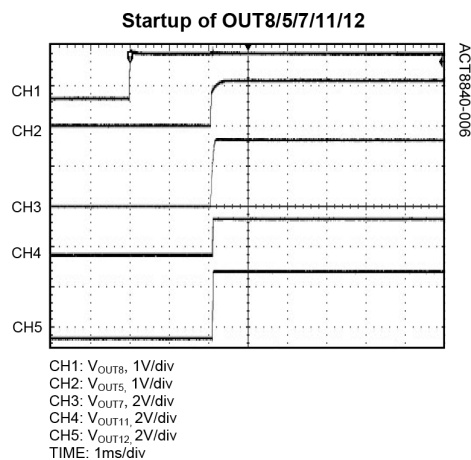 Startup of OUT8/5/7/11/12
ACT8840-006
CH1
CH2
CH3
CH4
CH5
CH1: VOUT8, 1V/div
CH2: VOUT5, 1V/div
CH3: VOUT7, 2V/div
CH4: VOUT11, 2V/div
CH5: VOUT12, 2V/div
TIME: 1ms/div